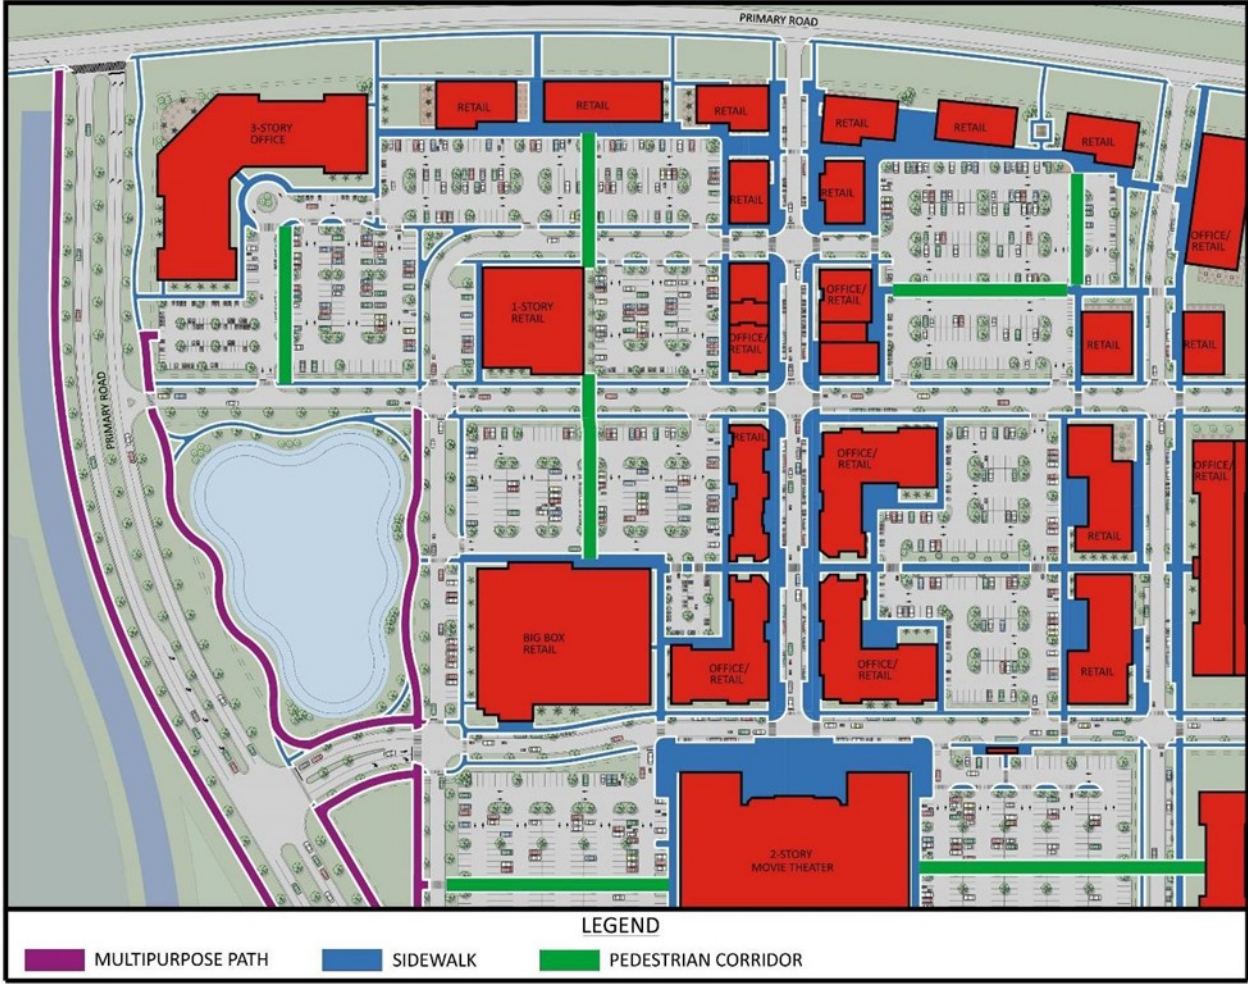 PRIMARY ROAD
3-STORY
OFFICE
RETAIL
RETAIL
RETAIL
RETAIL
RETAIL
RETAIL
RETAIL
RETAIL
OFFICE/
RETAIL
1-STORY
RETAIL
OFFICE/
RETAIL
OFFICE/
RETAIL
RETAIL
RETAIL
PRIMARY ROAD
RETAIL
OFFICE/
RETAIL
RETAIL
OFFICE/
RETAIL
BIG BOX
RETAIL
OFFICE/
RETAIL
OFFICE/
RETAIL
RETAIL
2-STORY
MOVIE THEATER
LEGEND
MULTIPURPOSE PATH
SIDEWALK
PEDESTRIAN CORRIDOR